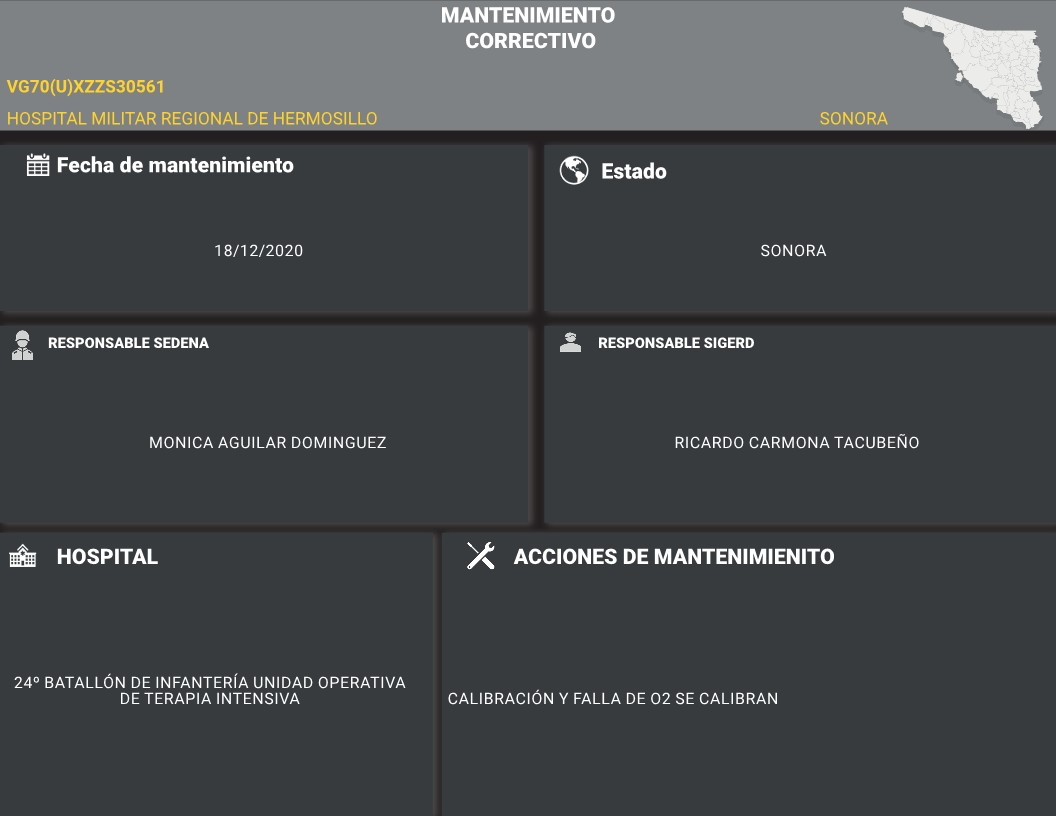 MANTENIMIENTO
CORRECTIVO
VG70(U)XZZS30561
HOSPITAL MILITAR REGIONAL DE HERMOSILLO
SONORA
Fecha de mantenimiento
18/12/2020
Estado
SONORA
RESPONSABLE SEDENA
MONICA AGUILAR DOMINGUEZ
RESPONSABLE SIGERD
RICARDO CARMONA TACUBEÑO
HOSPITAL
24º BATALLÓN DE INFANTERÍA UNIDAD OPERATIVA
DE TERAPIA INTENSIVA
ACCIONES DE MANTENIMIENITO
CALIBRACIÓN Y FALLA DE O2 SE CALIBRAN